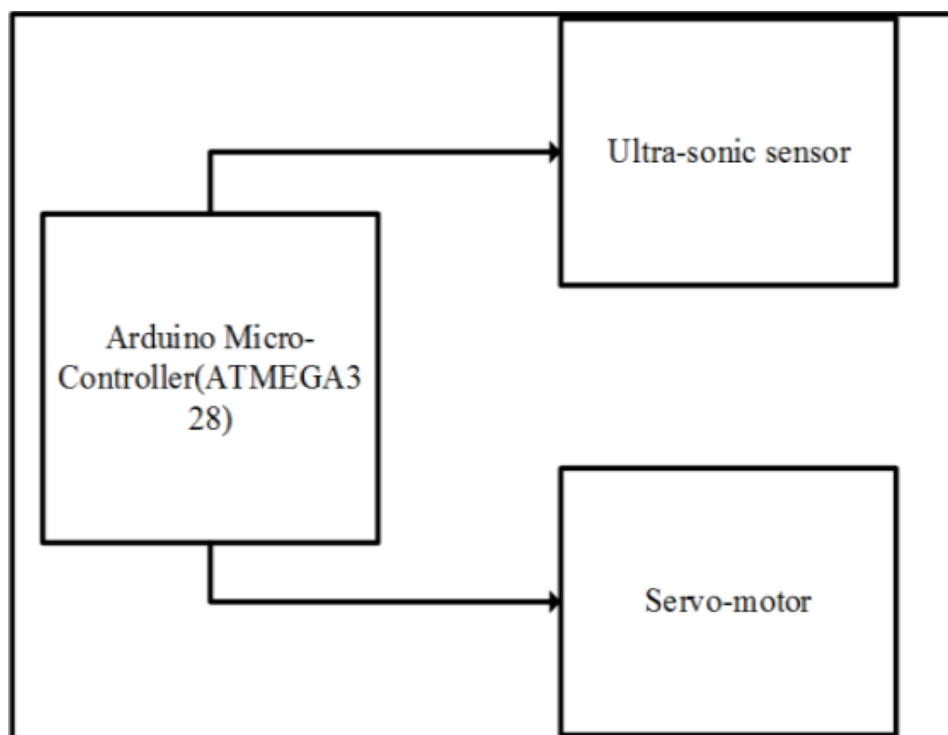 Ultra-sonic sensor
Arduino Micro-
Controller(ATMEGA3
28)
Servo-motor